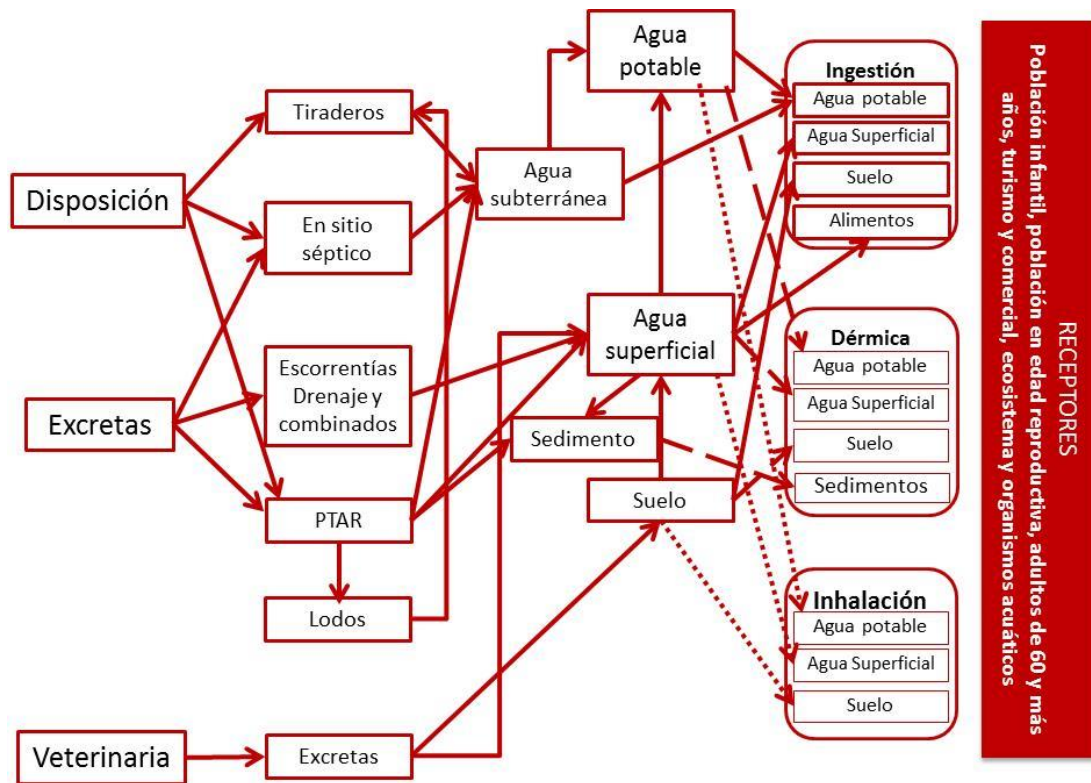 Disposición
Excretas
Veterinaria
Tiraderos
En sitio
séptico
Escorrentías
Drenaje y
combinados
PTAR
Lodos
Excretas
Agua
subterránea
Agua
potable
Agua
superficial
Sedimento
Suelo
Ingestión
Agua potable
Agua Superficial
Suelo
Alimentos
Dérmica
Agua potable
Agua Superficial
Suelo
Sedimentos
Inhalación
Agua potable
Agua Superficial
Suelo
RECEPTORES
Población infantil, población en edad reproductiva, adultos de 60 y más
años, turismo y comercial, ecosistema y organismos acuáticos